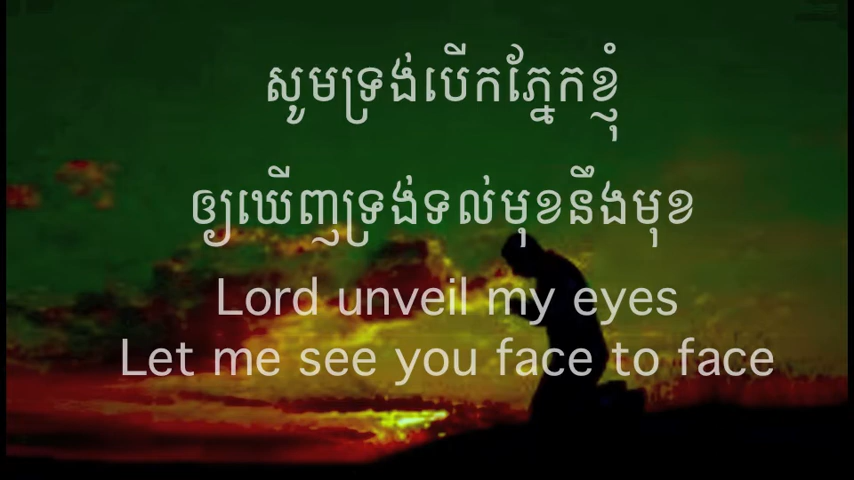 សូមទ្រង់បើកភ្នែកខ្ញុំ
ឲ្យឃើញទ្រង់ទល់មុខនឹងមុខ
Lord unveil my eyes
Let me see you face to face